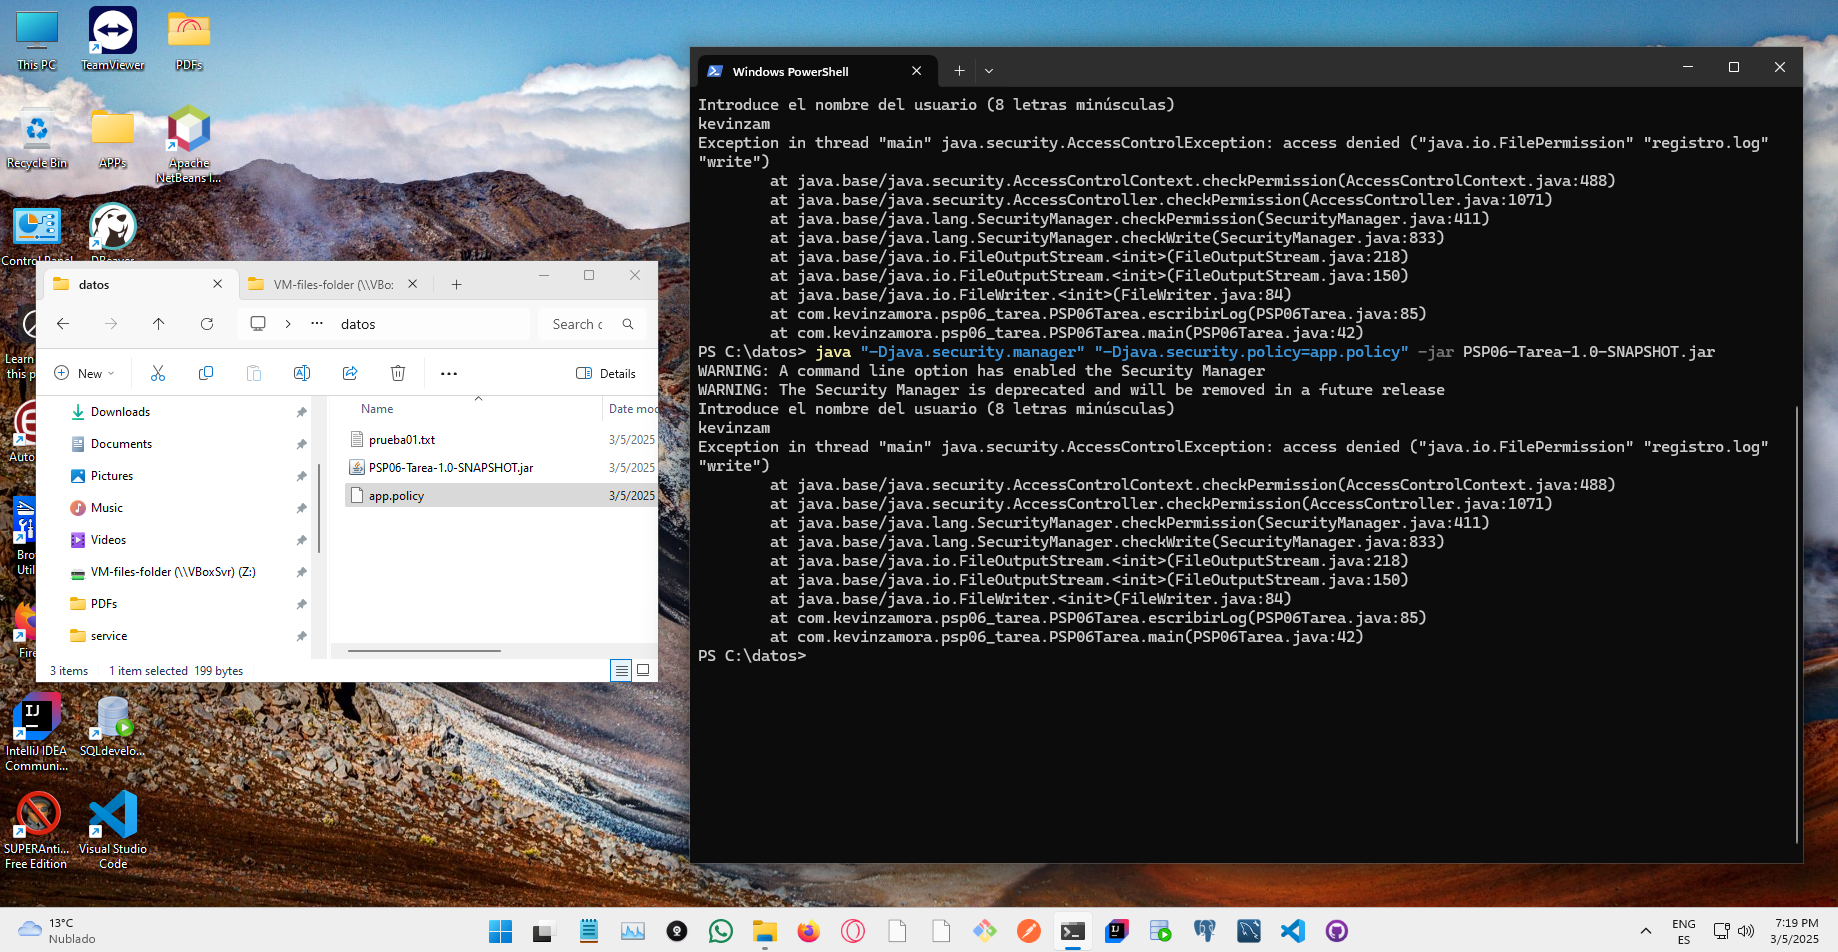 This PC
TeamViewer
PDFs
Recycle Bin
APPs
Apache
NetBeans I...
Control Panel
DBeaver
Learn
this p
Auto
Bro
Util
Fire
IntelliJ IDEA
Communi...
SQLdevelo...
SUPERAnti...
Free Edition
Visual Studio
Code
datos
VM-files-folder (\\VBo
datos
Search
New
Details
Downloads
Documents
Pictures
Music
Videos
VM-files-folder (\\VBoxSvr) (Z:)
PDFs
service
Name
Date mod
prueba01.txt
3/5/2025
PSP06-Tarea-1.0-SNAPSHOT.jar
3/5/2025
app.policy
3/5/2025
3 items
1 item selected 199 bytes
Windows PowerShell
Introduce el nombre del usuario (8 letras minúsculas)
kevinzam
Exception in thread "main" java.security.AccessControlException: access denied ("java.io.FilePermission" "registro.log"
"write")
at java.base/java.security.AccessControlContext.checkPermission(AccessControlContext.java:488)
at java.base/java.security.AccessController.checkPermission(AccessController.java:1071)
at java.base/java.lang.SecurityManager.checkPermission(SecurityManager.java:411)
at java.base/java.lang.SecurityManager.checkWrite(SecurityManager.java:833)
at java.base/java.io.FileOutputStream.<init>(FileOutputStream.java:218)
at java.base/java.io.FileOutputStream.<init>(FileOutputStream.java:150)
at java.base/java.io.FileWriter.<init>(FileWriter.java:84)
at com.kevinzamora.psp06_tarea.PSP06Tarea.escribirLog(PSP06Tarea.java:85)
at com.kevinzamora.psp06_tarea.PSP06Tarea.main(PSP06Tarea.java:42)
PS C:\datos> java "-Djava.security.manager" "-Djava.security.policy=app.policy" -jar PSP06-Tarea-1.0-SNAPSHOT.jar
WARNING: A command line option has enabled the Security Manager
WARNING: The Security Manager is deprecated and will be removed in a future release
Introduce el nombre del usuario (8 letras minúsculas)
kevinzam
Exception in thread "main" java.security.AccessControlException: access denied ("java.io.FilePermission" "registro.log"
"write")
at java.base/java.security.AccessControlContext.checkPermission(AccessControlContext.java:488)
at java.base/java.security.AccessController.checkPermission(AccessController.java:1071)
at java.base/java.lang.SecurityManager.checkPermission(SecurityManager.java:411)
at java.base/java.lang.SecurityManager.checkWrite(SecurityManager.java:833)
at java.base/java.io.FileOutputStream.<init>(FileOutputStream.java:218)
at java.base/java.io.FileOutputStream.<init>(FileOutputStream.java:150)
at java.base/java.io.FileWriter.<init>(FileWriter.java:84)
at com.kevinzamora.psp06_tarea.PSP06Tarea.escribirLog(PSP06Tarea.java:85)
at com.kevinzamora.psp06_tarea.PSP06Tarea.main(PSP06Tarea.java:42)
PS C:\datos>
13°C
Nublado
ENG
ES
7:19 PM
3/5/2025